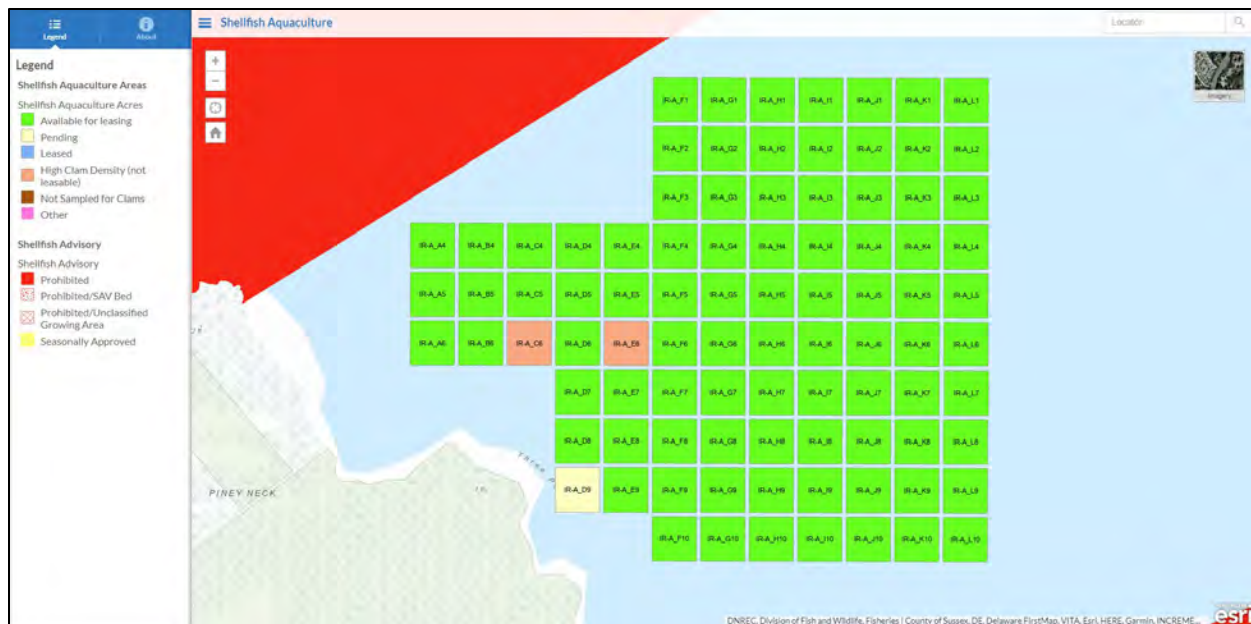 Legend
About
Shellfish Aquaculture
Locator
Legend
Shellfish Aquaculture Areas
Shellfish Aquaculture Acres
Available for leasing
Pending
Leased
High Clam Density (not
leasable)
Not Sampled for Clams
Other
Shellfish Advisory
Shellfish Advisory
Prohibited
Prohibited/SAV Bed
Prohibited/Unclassified
Growing Area
Seasonally Approved
Imagery
IR-A_F1 IR-A_G1 IR-A_H1 IR-A_I1 IR-A_J1 IR-A_K1 IR-A_L1
IR-A_F2 IR-A_G2 IR-A_H2 IR-A_I2 IR-A_J2 IR-A_K2 IR-A_L2
IR-A_F3 IR-A_G3 IR-A_H3 IR-A_I3 IR-A_J3 IR-A_K3 IR-A_L3
IR-A_A4 IR-A_B4 IR-A_C4 IR-A_D4 IR-A_E4 IR-A_F4 IR-A_G4 IR-A_H4 IR-A_I4 IR-A_J4 IR-A_K4 IR-A_L4
IR-A_A5 IR-A_B5 IR-A_C5 IR-A_D5 IR-A_E5 IR-A_F5 IR-A_G5 IR-A_H5 IR-A_I5 IR-A_J5 IR-A_K5 IR-A_L5
IR-A_A6 IR-A_B6 IR-A_C6 IR-A_D6 IR-A_E6 IR-A_F6 IR-A_G6 IR-A_H6 IR-A_I6 IR-A_J6 IR-A_K6 IR-A_L6
IR-A_D7 IR-A_E7 IR-A_F7 IR-A_G7 IR-A_H7 IR-A_I7 IR-A_J7 IR-A_K7 IR-A_L7
IR-A_D8 IR-A_E8 IR-A_F8 IR-A_G8 IR-A_H8 IR-A_I8 IR-A_J8 IR-A_K8 IR-A_L8
IR-A_D9 IR-A_E9 IR-A_F9 IR-A_G9 IR-A_H9 IR-A_I9 IR-A_J9 IR-A_K9 IR-A_L9
IR-A_F10 IR-A_G10 IR-A_H10 IR-A_I10 IR-A_J10 IR-A_K10 IR-A_L10
Three
PINEY NECK
DNREC, Division of Fish and Wildlife, Fisheries | County of Sussex, DE, Delaware FirstMap, VITA, Esri, HERE, Garmin, INCREME...
esri